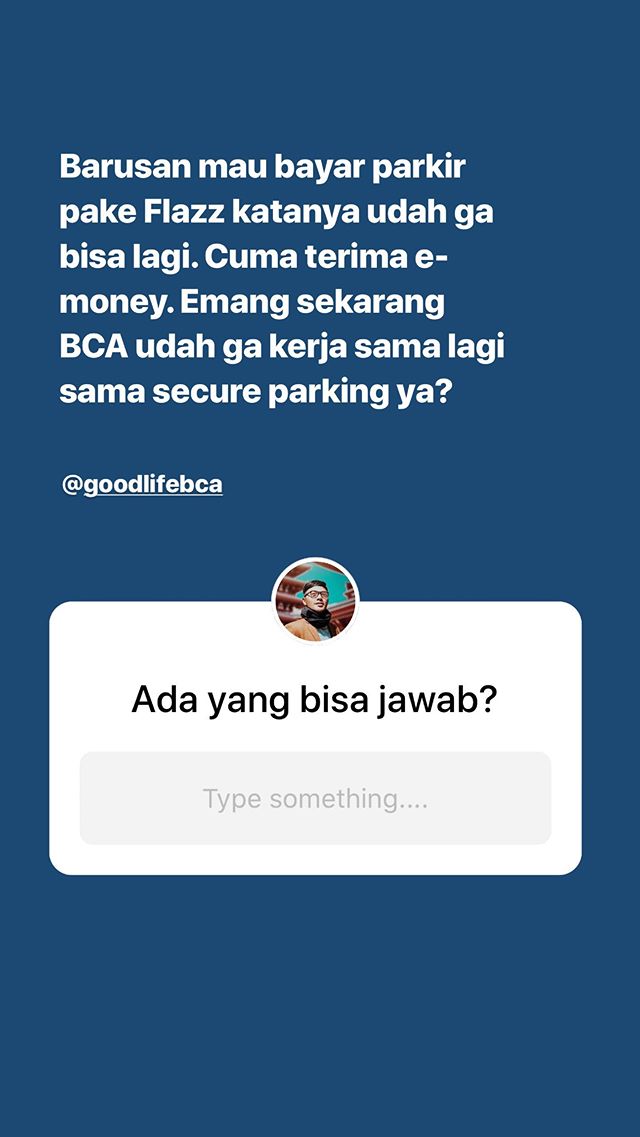 Barusan mau bayar parkir
pake Flazz katanya udah ga
bisa lagi. Cuma terima e-
money. Emang sekarang
BCA udah ga kerja sama lagi
sama secure parking ya?
@goodlifebca
Ada yang bisa jawab?
Type something....